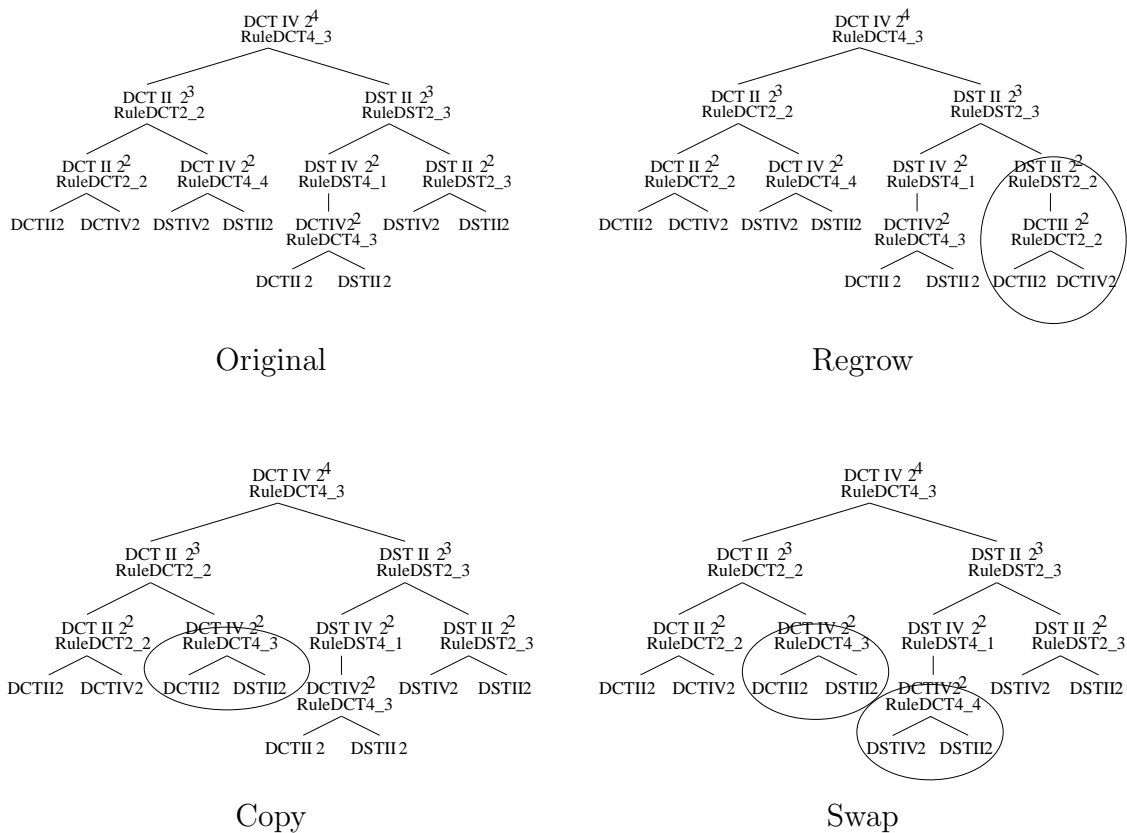 DCT IV 2^4
RuleDCT4_3
DCT II 2^3
RuleDCT2_2
DST II 2^3
RuleDST2_3
DCT II 2^2
RuleDCT2_2
DCT IV 2^2
RuleDCT4_4
DST IV 2^2
RuleDST4_1
DST II 2^2
RuleDST2_3
DCTII2 DCTIV2 DSTIV2 DSTII2
DCTIV2^2
RuleDCT4_3
DSTIV2 DSTII2
DCTII 2 DSTII 2
Original
DCT IV 2^4
RuleDCT4_3
DCT II 2^3
RuleDCT2_2
DST II 2^3
RuleDST2_3
DCT II 2^2
RuleDCT2_2
DCT IV 2^2
RuleDCT4_4
DST IV 2^2
RuleDST4_1
DST II 2^2
RuleDST2_2
DCTII2 DCTIV2 DSTIV2 DSTII2
DCTIV2^2
RuleDCT4_3
DCTII 2^2
RuleDCT2_2
DCTII 2 DSTII 2
DCTII2 DCTIV2
Regrow
DCT IV 2^4
RuleDCT4_3
DCT II 2^3
RuleDCT2_2
DST II 2^3
RuleDST2_3
DCT II 2^2
RuleDCT2_2
DCT IV 2^2
RuleDCT4_3
DST IV 2^2
RuleDST4_1
DST II 2^2
RuleDST2_3
DCTII2 DCTIV2 DCTII2 DSTII2
DCTIV2^2
RuleDCT4_3
DSTIV2 DSTII2
DCTII 2 DSTII 2
Copy
DCT IV 2^4
RuleDCT4_3
DCT II 2^3
RuleDCT2_2
DST II 2^3
RuleDST2_3
DCT II 2^2
RuleDCT2_2
DCT IV 2^2
RuleDCT4_3
DST IV 2^2
RuleDST4_1
DST II 2^2
RuleDST2_3
DCTII2 DCTIV2 DCTII2 DSTII2
DCTIV2^2
RuleDCT4_4
DSTIV2 DSTII2
DSTIV2 DSTII2
Swap